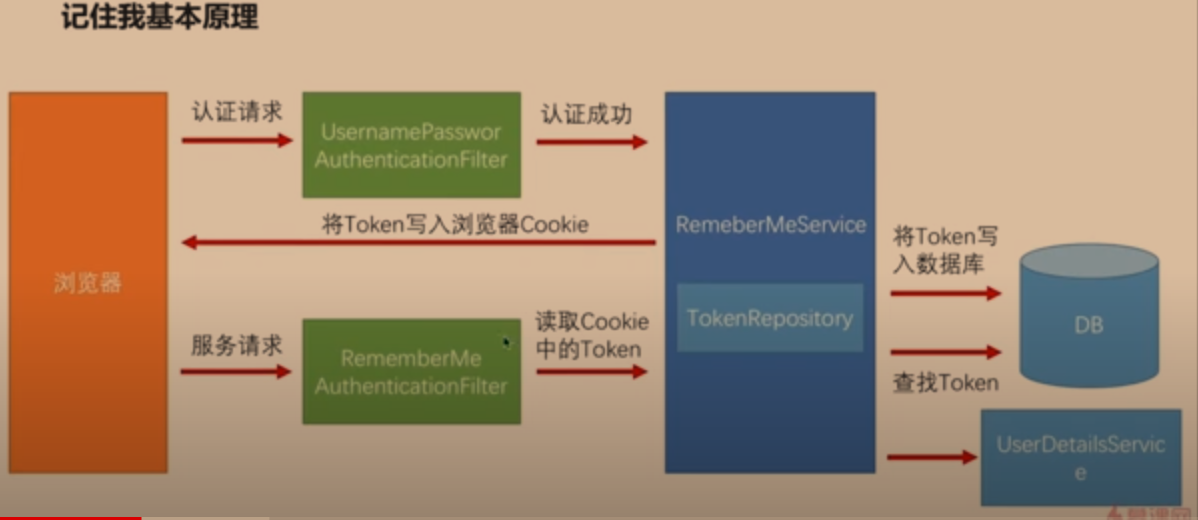 记住我基本原理
认证请求
UsernamePasswor
AuthenticationFilter
认证成功
将Token写入浏览器Cookie
RemeberMeService
将Token写
入数据库
浏览器
TokenRepository
DB
服务请求
RememberMe
AuthenticationFilter
读取Cookie
中的Token
查找Token
UserDetailsServic
e